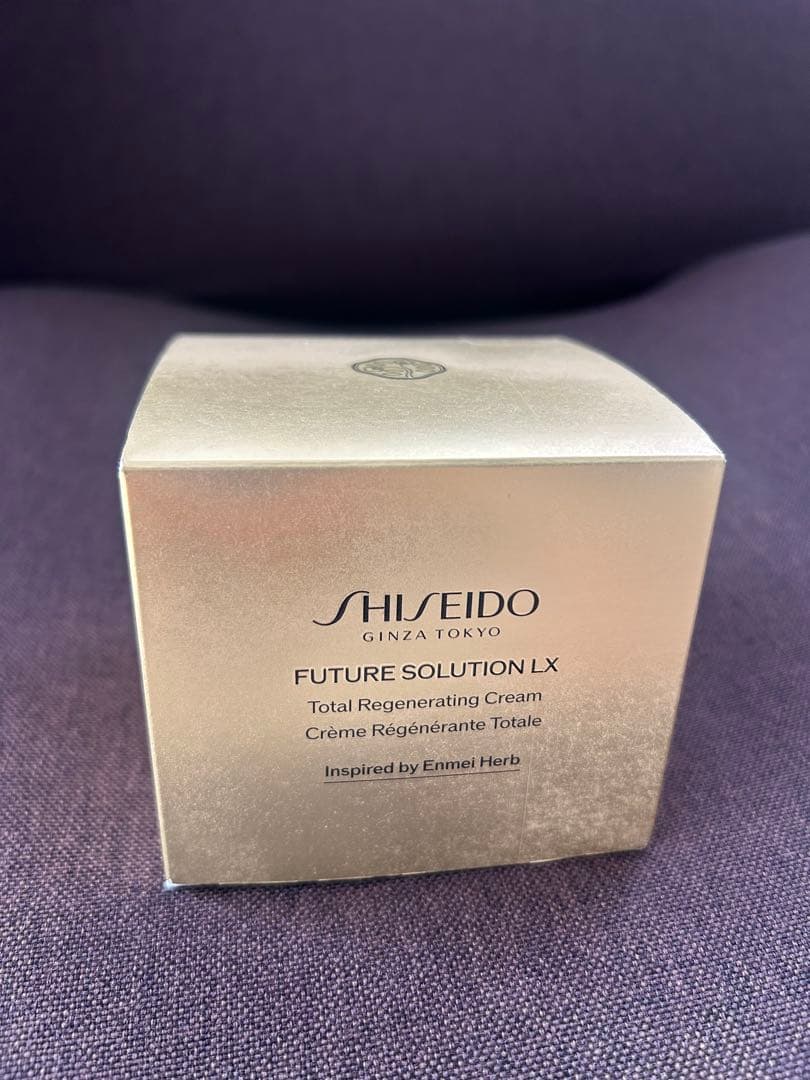 SHISEIDO
GINZA TOKYO
FUTURE SOLUTION LX
Total Regenerating Cream
Crème Régénérante Totale
Inspired by Enmei Herb